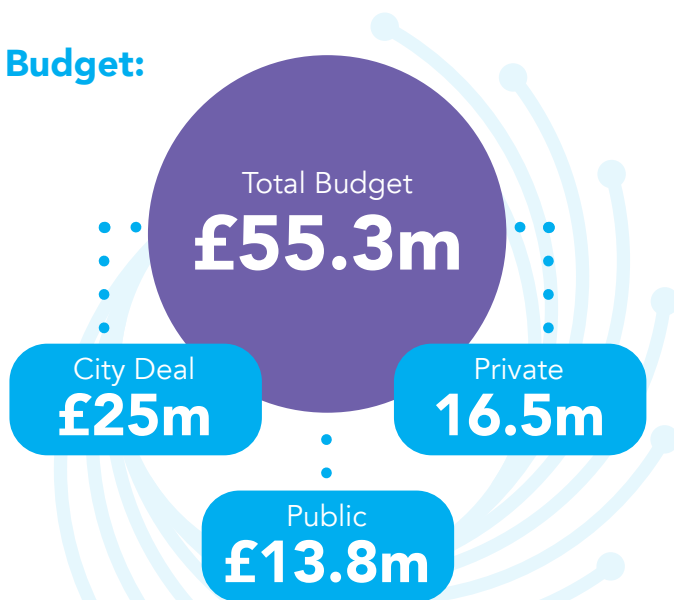 Budget:
Total Budget
£55.3m
City Deal
£25m
Private
16.5m
Public
£13.8m